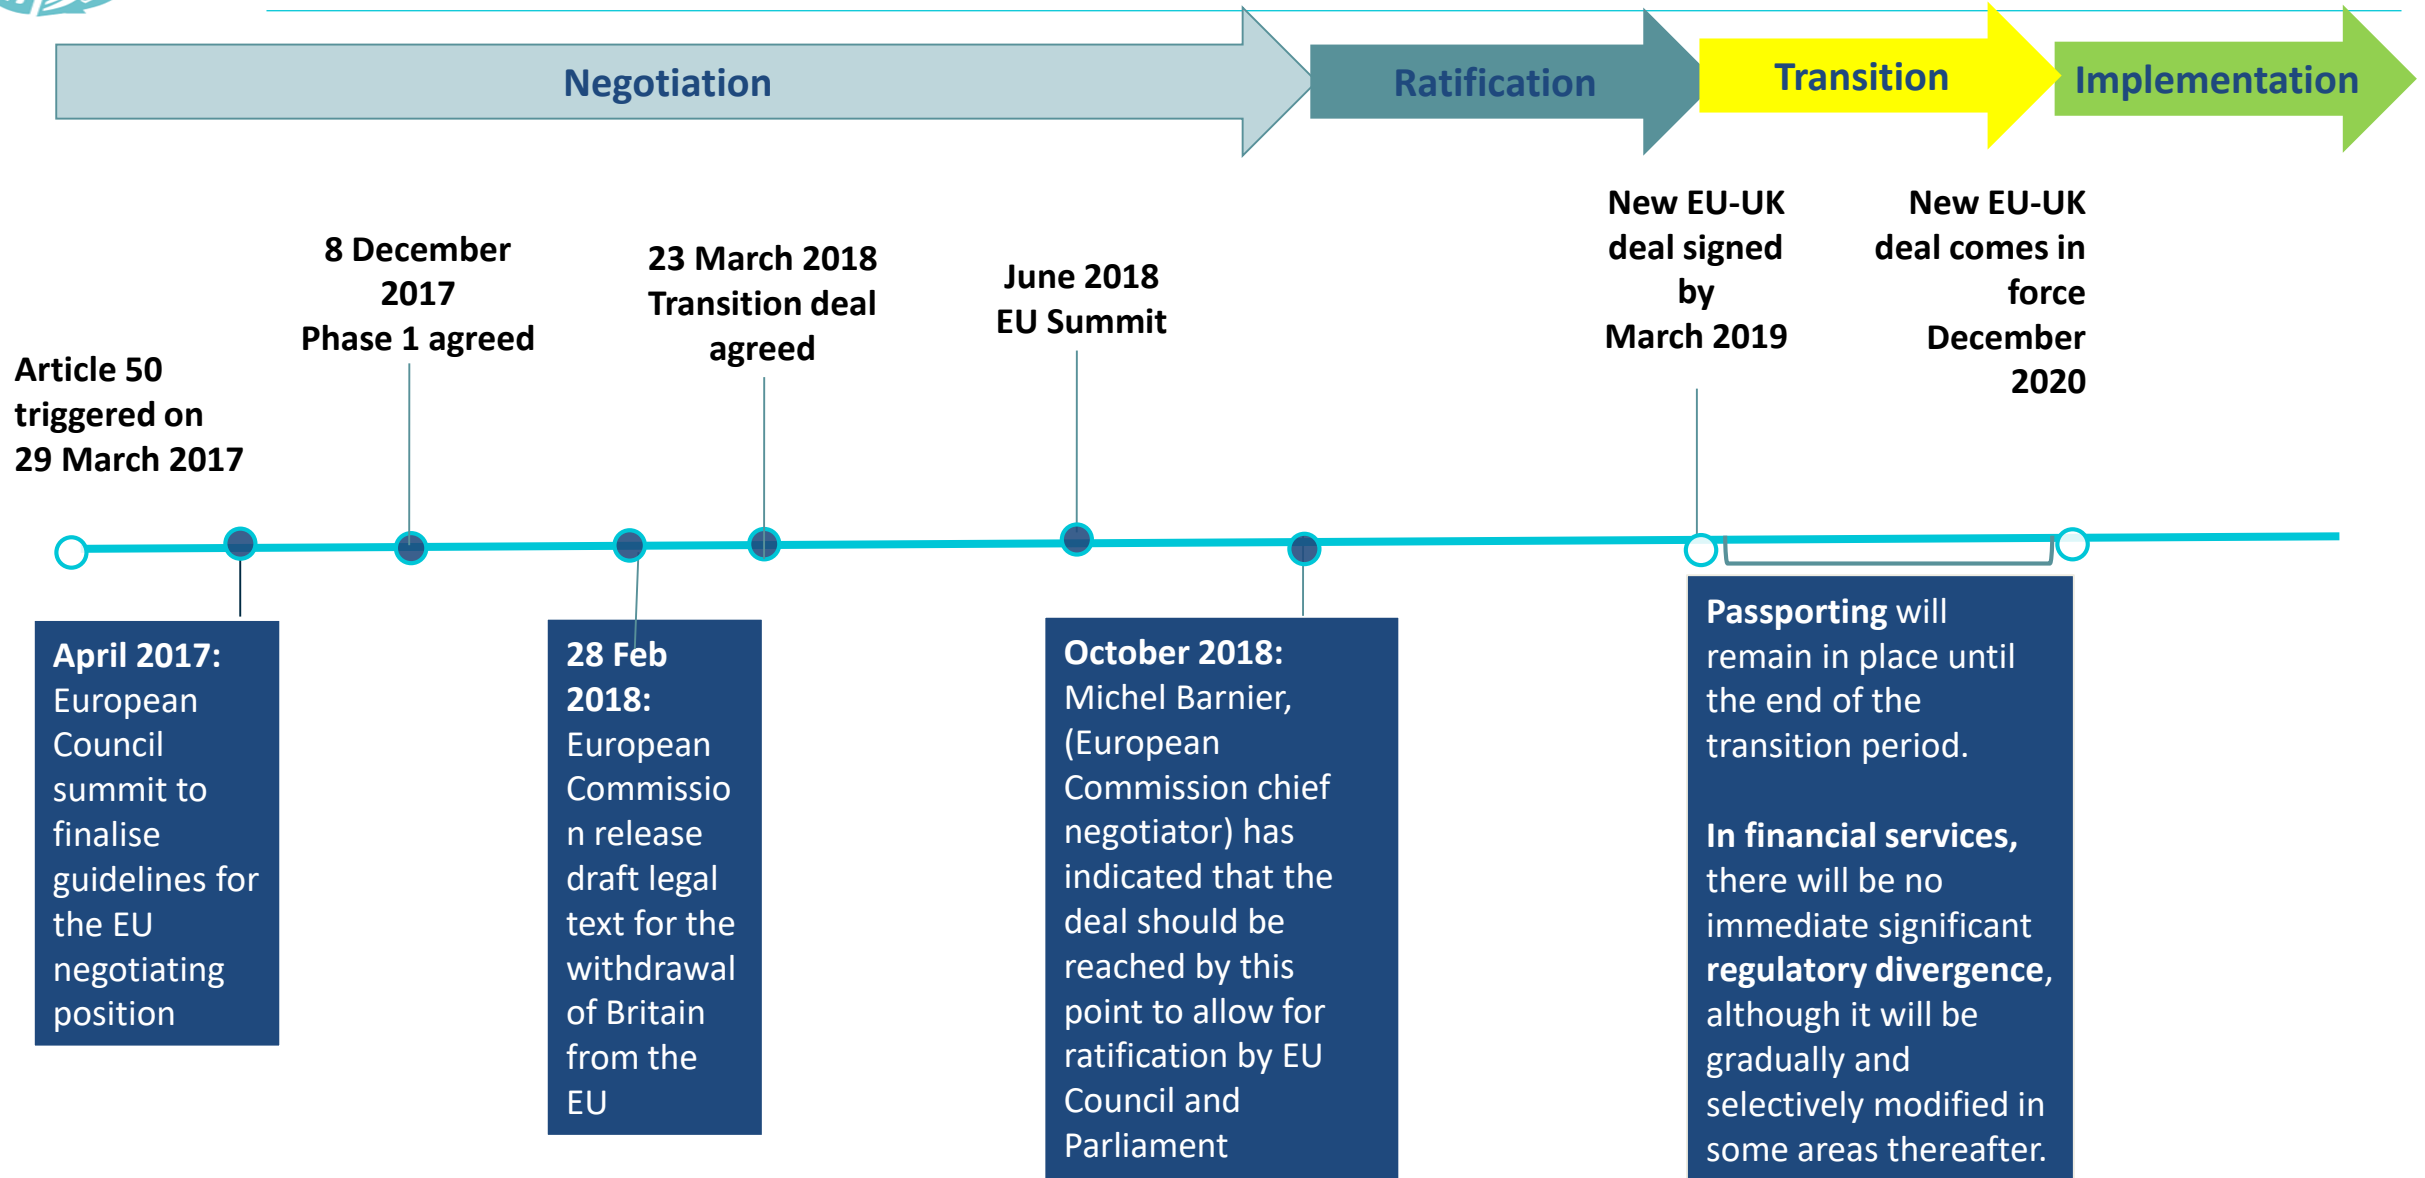 Negotiation
Ratification
Transition
Implementation
Article 50
triggered on
29 March 2017
8 December
2017
Phase 1 agreed
23 March 2018
Transition deal
agreed
June 2018
EU Summit
New EU-UK
deal signed
by
March 2019
New EU-UK
deal comes in
force
December
2020
April 2017:
European
Council
summit to
finalise
guidelines for
the EU
negotiating
position
28 Feb
2018:
European
Commissio
n release
draft legal
text for the
withdrawal
of Britain
from the
EU
October 2018:
Michel Barnier,
(European
Commission chief
negotiator) has
indicated that the
deal should be
reached by this
point to allow for
ratification by EU
Council and
Parliament
Passporting will
remain in place until
the end of the
transition period.
In financial services,
there will be no
immediate significant
regulatory divergence,
although it will be
gradually and
selectively modified in
some areas thereafter.